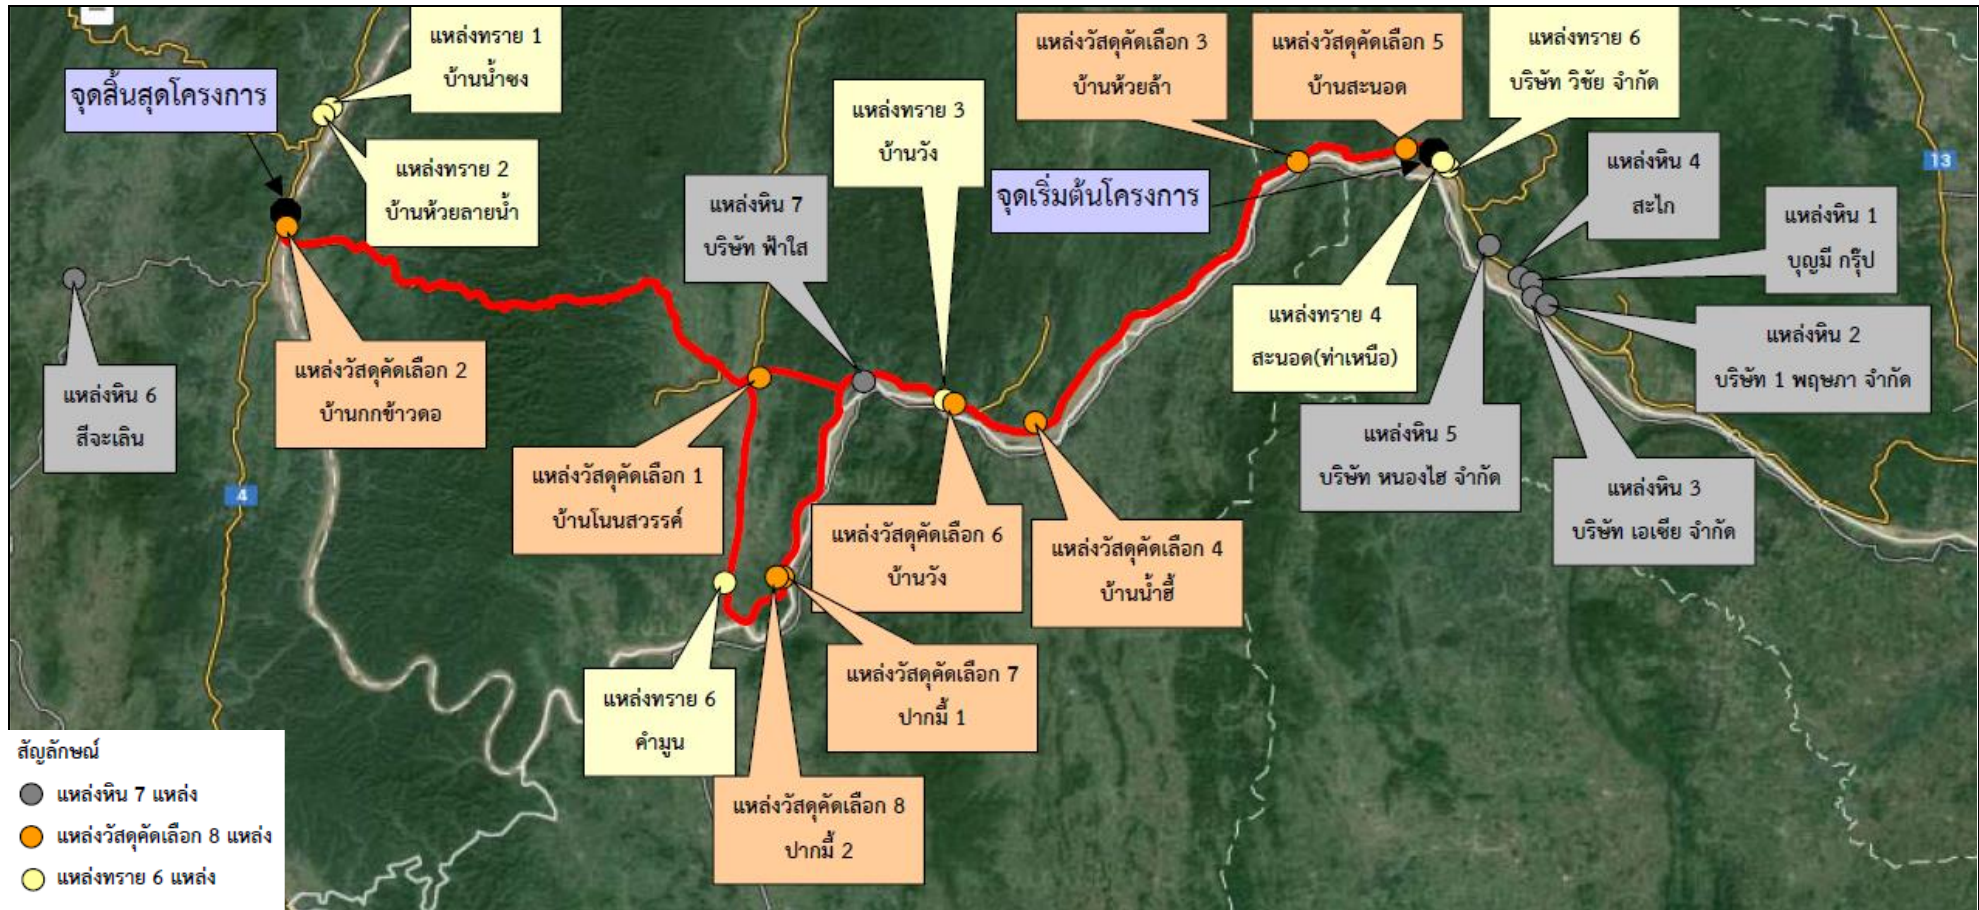 แหล่งทราย 1
บ้านน้ำซง
จุดสิ้นสุดโครงการ
แหล่งทราย 2
บ้านห้วยลายน้ำ
แหล่งทราย 3
บ้านวัง
แหล่งวัสดุคัดเลือก 3
บ้านห้วยล้า
แหล่งวัสดุคัดเลือก 5
บ้านสะนอด
แหล่งทราย 6
บริษัท วิชัย จำกัด
แหล่งหิน 4
สะไก
13
แหล่งหิน 7
บริษัท ฟ้าใส
จุดเริ่มต้นโครงการ
แหล่งหิน 1
บุญมี กรุ๊ป
แหล่งทราย 4
สะนอด(ท่าเหนือ)
แหล่งหิน 2
บริษัท 1 พฤษภา จำกัด
แหล่งหิน 6
สีจะเลิน
แหล่งวัสดุคัดเลือก 2
บ้านกกข้าวดอ
4
แหล่งวัสดุคัดเลือก 1
บ้านโนนสวรรค์
แหล่งหิน 5
บริษัท หนองไฮ จำกัด
แหล่งหิน 3
บริษัท เอเซีย จำกัด
แหล่งวัสดุคัดเลือก 6
บ้านวัง
แหล่งวัสดุคัดเลือก 4
บ้านน้ำฮี้
แหล่งทราย 6
คำมูน
แหล่งวัสดุคัดเลือก 7
ปากมี้ 1
แหล่งวัสดุคัดเลือก 8
ปากมี้ 2
สัญลักษณ์
แหล่งหิน 7 แหล่ง
แหล่งวัสดุคัดเลือก 8 แหล่ง
แหล่งทราย 6 แหล่ง